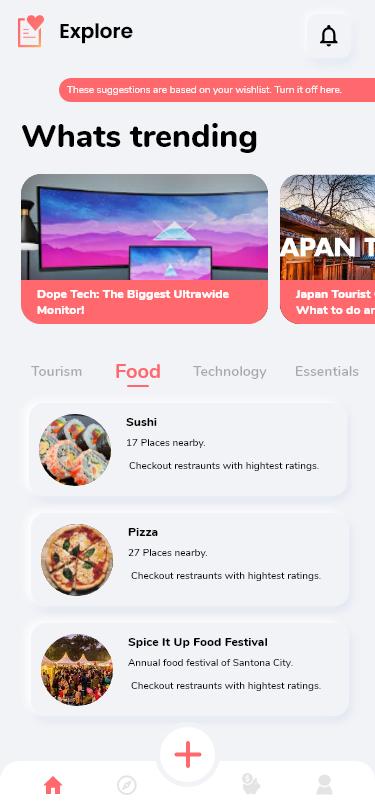 Explore
These suggestions are based on your wishlist. Turn it off here.
Whats trending
APAN T
Dope Tech: The Biggest Ultrawide
Monitor!
Japan Tourist
What to do ar
Tourism
Food
Technology
Essentials
Sushi
17 Places nearby.
Checkout restraunts with hightest ratings.
Pizza
27 Places nearby.
Checkout restraunts with hightest ratings.
Spice It Up Food Festival
Annual food festival of Santona City.
Checkout restraunts with hightest ratings.